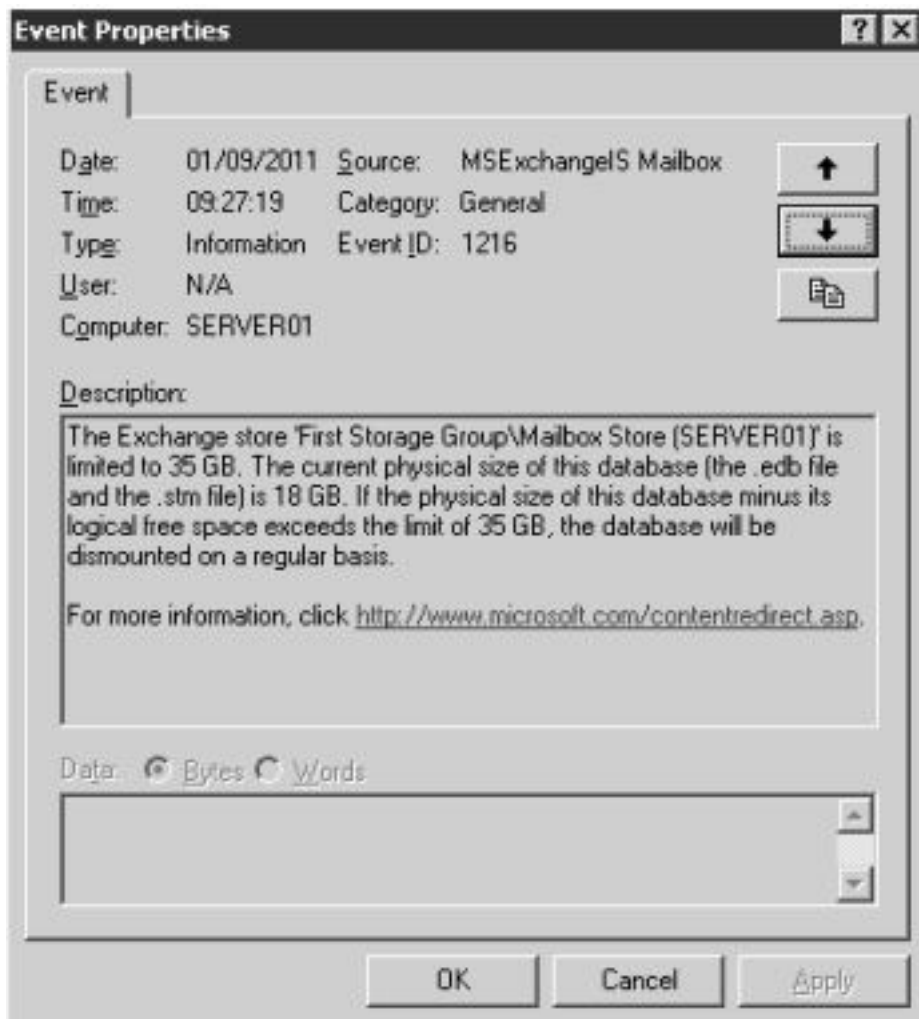 Event Properties
Event
Date: 01/09/2011 Source: MSExchangeIS Mailbox
Time: 09:27:19 Category: General
Type: Information Event ID: 1216
User: N/A
Computer: SERVER01
Description:
The Exchange store 'First Storage Group\Mailbox Store (SERVER01)' is
limited to 35 GB. The current physical size of this database (the .edb file
and the .stm file) is 18 GB. If the physical size of this database minus its
logical free space exceeds the limit of 35 GB, the database will be
dismounted on a regular basis.
For more information, click http://www.microsoft.com/contentredirect.asp.
Data: Bytes Words
OK Cancel Apply